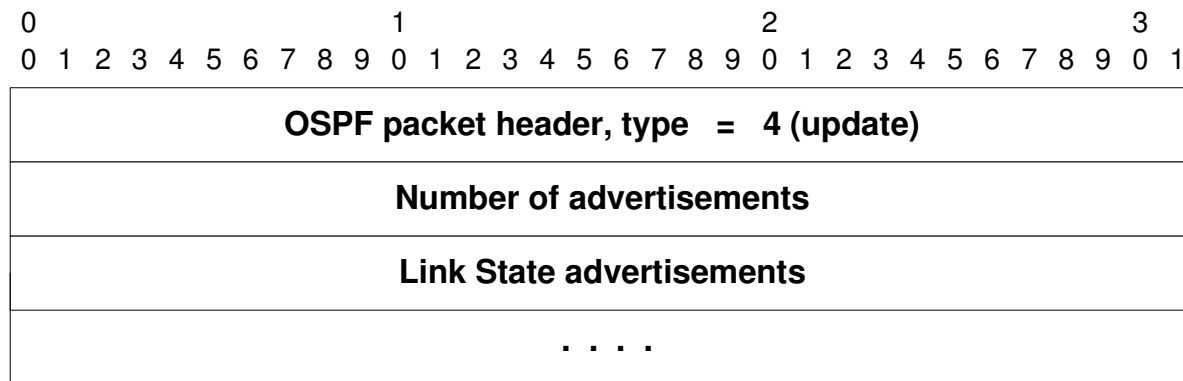 0 1 2 3
0 1 2 3 4 5 6 7 8 9 0 1 2 3 4 5 6 7 8 9 0 1 2 3 4 5 6 7 8 9 0 1
OSPF packet header, type = 4 (update)
Number of advertisements
Link State advertisements
. . . .